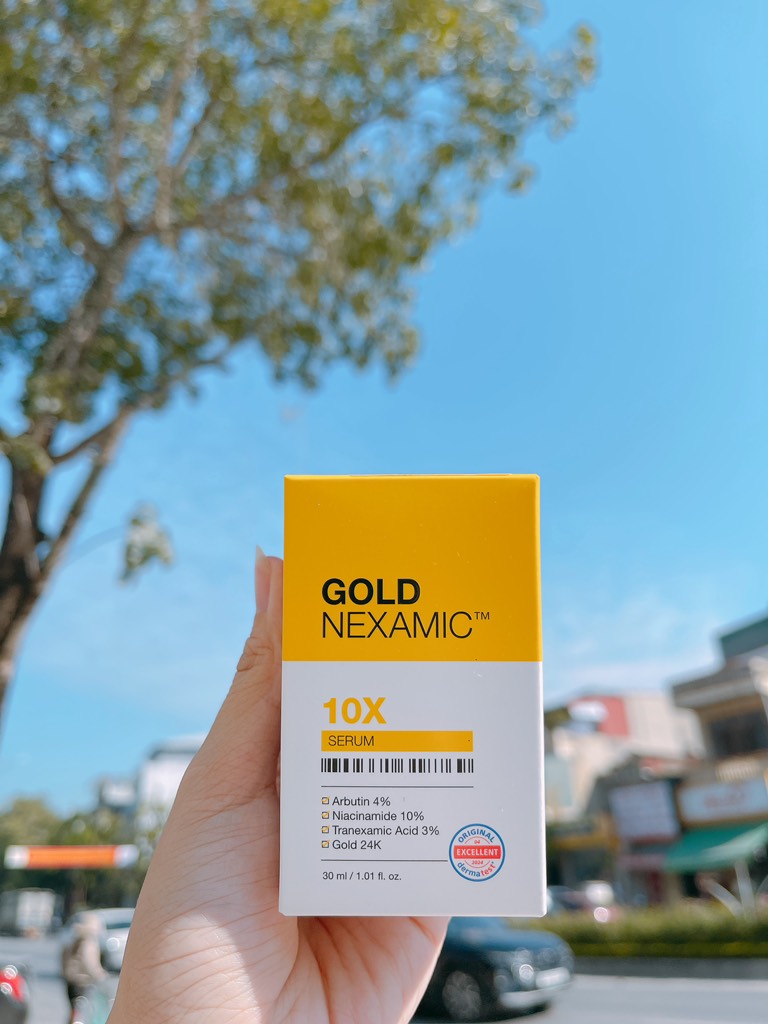 GOLD
NEXAMIC™
10X
SERUM
Arbutin 4%
Niacinamide 10%
Tranexamic Acid 3%
Gold 24K
ORIGINAL
EXCELLENT
2024
dermatest®
30 ml / 1.01 fl. oz.